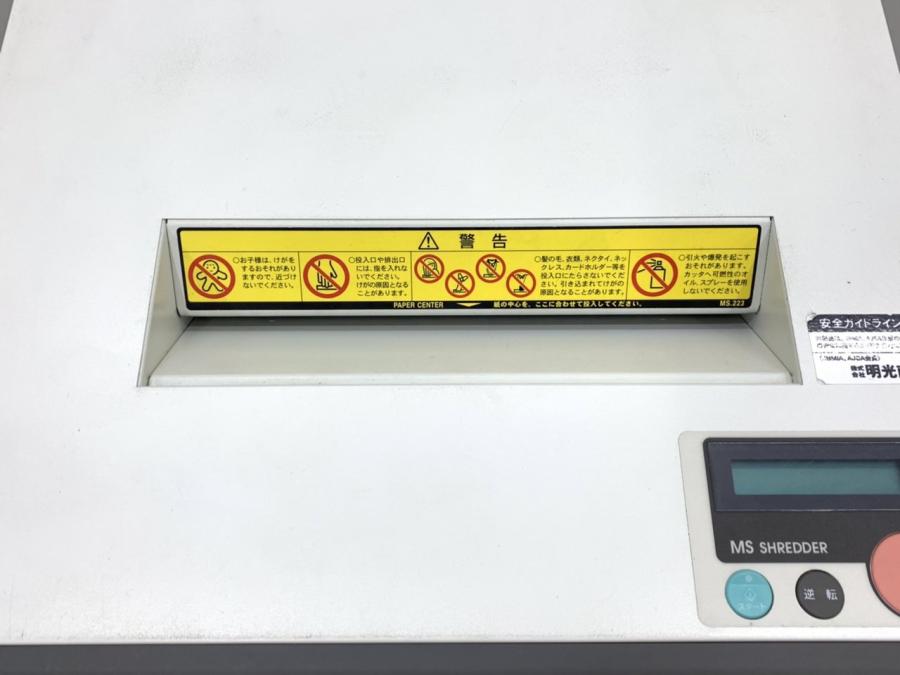 警告
○お子様は、けがを
するおそれがあり
ますので、近づけ
ないでください。
○投入口や排出口
には、指を入れな
いでください。
けがの原因となる
ことがあります。
○髪の毛、衣類、ネクタイ、ネッ
クレス、カードホルダー等を
投入口にたらさないでくだ
さい。引き込まれてけがの
原因となることがあります。
○引火や爆発を起こす
おそれがあります。
カッターへ可燃性のオ
イル、スプレーを使用
しないでください。
PAPER CENTER 紙の中心を、ここに合わせて投入してください。 MS.223
安全ガイドライン
株式
会社 明光
MS SHREDDER
スタート
逆転